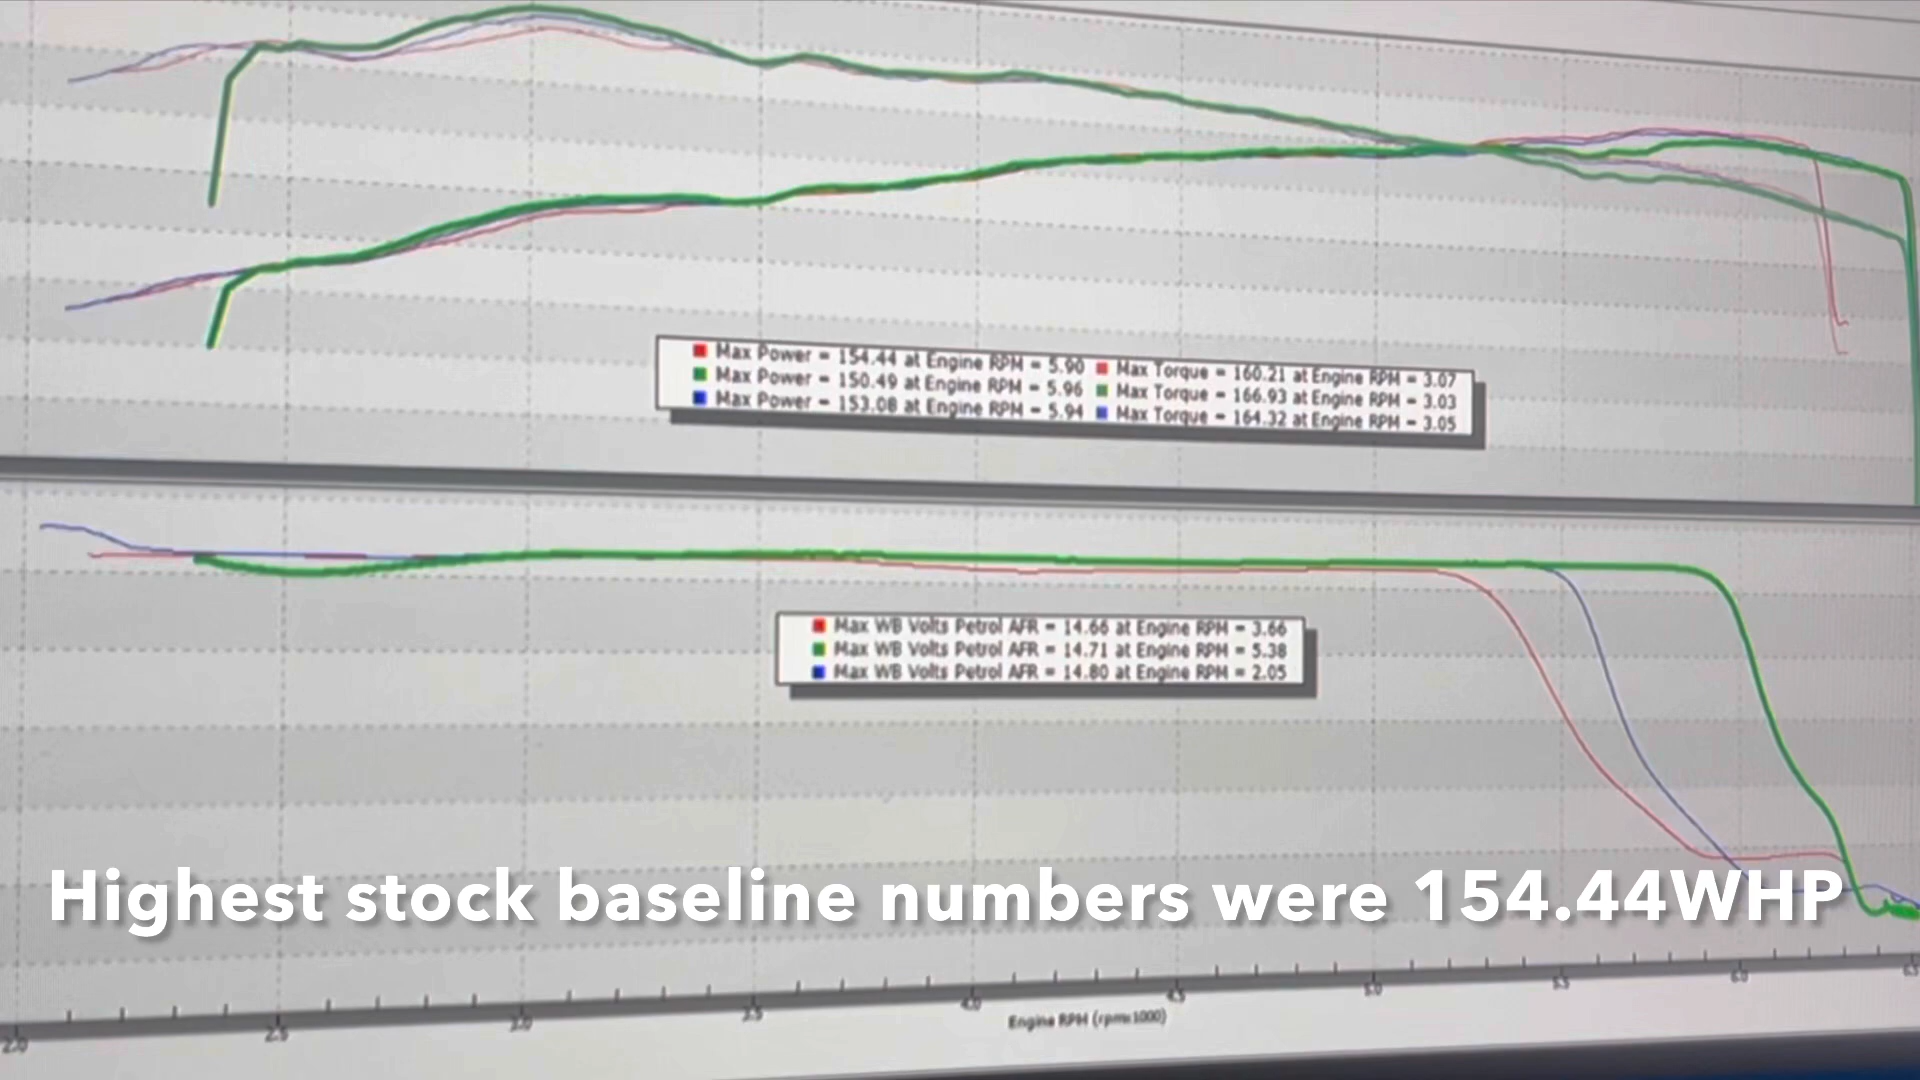 Max Power = 154.44 at Engine RPM = 5.90 Max Torque = 160.21 at Engine RPM = 3.07
Max Power = 150.49 at Engine RPM = 5.96 Max Torque = 166.93 at Engine RPM = 3.03
Max Power = 153.08 at Engine RPM = 5.94 Max Torque = 164.32 at Engine RPM = 3.05
Max WB Volts Petrol AFR = 14.66 at Engine RPM = 3.66
Max WB Volts Petrol AFR = 14.71 at Engine RPM = 5.38
Max WB Volts Petrol AFR = 14.80 at Engine RPM = 2.05
Highest stock baseline numbers were 154.44WHP
2.0 2.5 3.0 3.5 4.0 4.5 5.0 5.5 6.0 6.5
Engine RPM (rpmx1000)